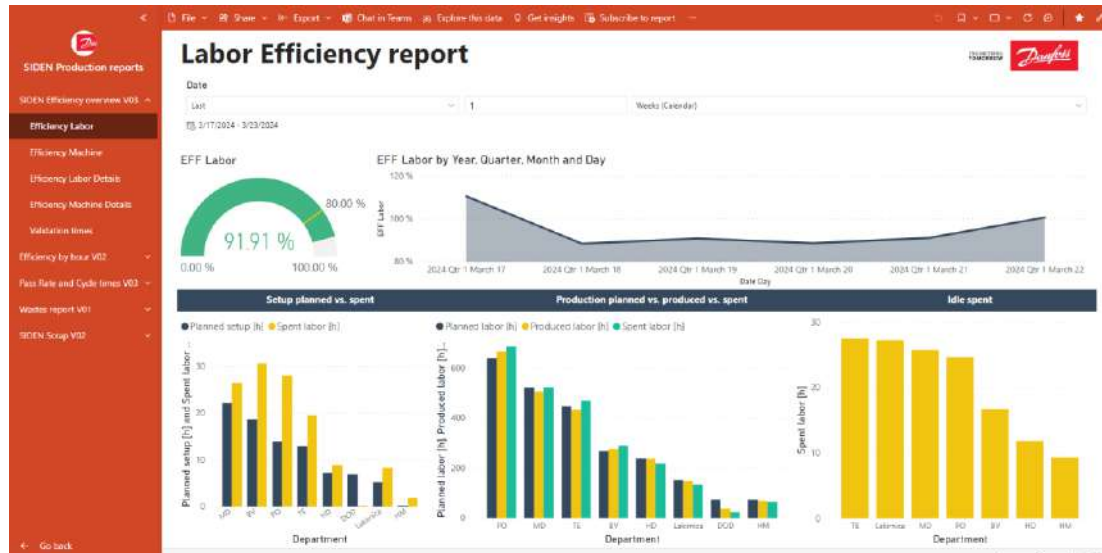 File Share Export Chat in Teams Explore this data Get insights Subscribe to report
SIDEN Production reports
SIDEN Efficiency overview V03
Efficiency Labor
Efficiency Machine
Efficiency Labor Details
Efficiency Machine Details
Validation times
Efficiency by hour V02
Pass Rate and Cycle times V03
Wastes report V01
SIDEN Scrap V02
Go back
Labor Efficiency report
ENGINEERING
TOMORROW
Danfoss
Date
Last 1 Weeks (Calendar)
3/17/2024 - 3/23/2024
EFF Labor
80.00 %
91.91 %
0.00 % 100.00 %
EFF Labor by Year, Quarter, Month and Day
120 %
100 %
80 %
EFF Labor
2024 Qtr 1 March 17 2024 Qtr 1 March 18 2024 Qtr 1 March 19 2024 Qtr 1 March 20 2024 Qtr 1 March 21 2024 Qtr 1 March 22
Date Day
Setup planned vs. spent
Production planned vs. produced vs. spent
Idle spent
Planned setup [h] Spent labor [h]
Planned setup [h] and Spent labor ...
30
20
10
0
MD BV PO TE HD DOD Lakirnica HM
Department
Planned labor [h] Produced labor [h] Spent labor [h]
Planned labor [h], Produced labor [h]...
600
400
200
0
PO MD TE BV HD Lakirnica DOD HM
Department
Spent labor [h]
30
20
10
0
TE Lakirnica MD PO BV HD HM
Department